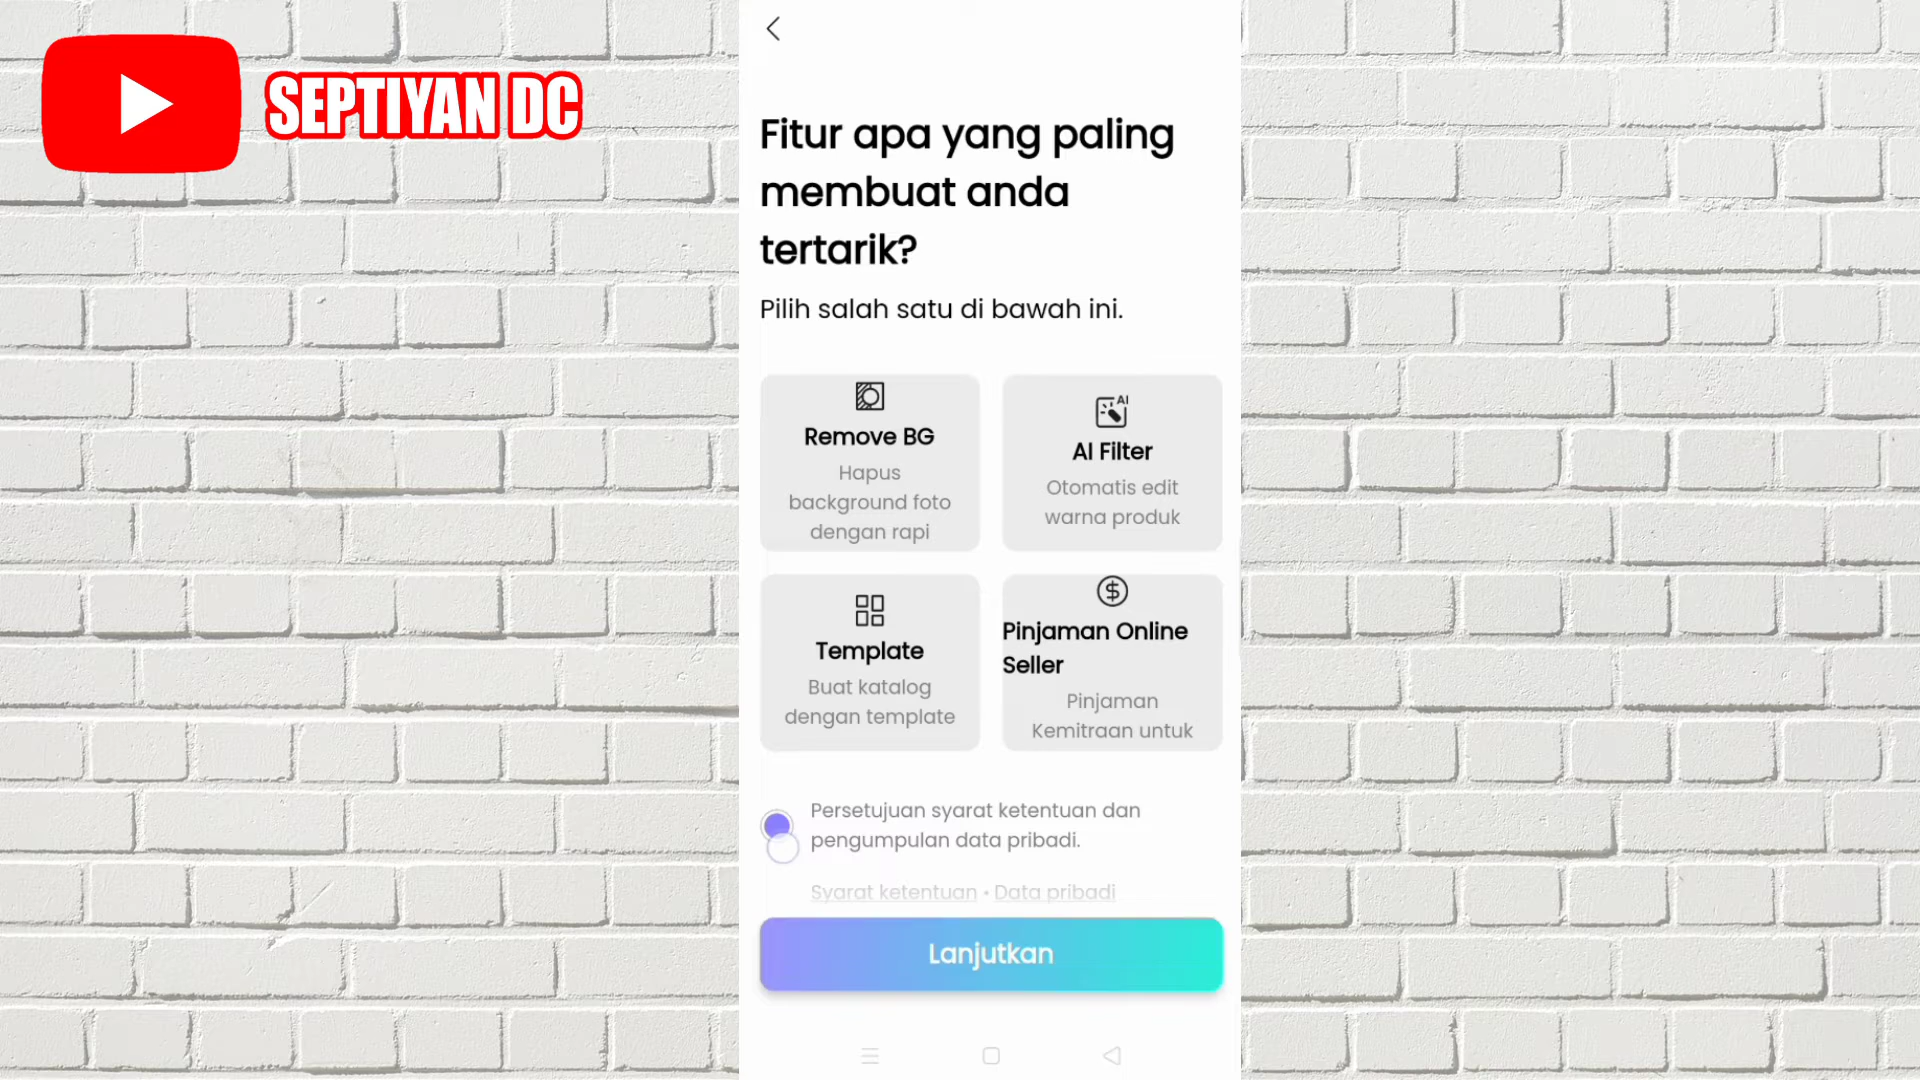 SEPTIYAN DC
Fitur apa yang paling
membuat anda
tertarik?
Pilih salah satu di bawah ini.
Remove BG
Hapus
background foto
dengan rapi
AI
AI Filter
Otomatis edit
warna produk
Template
Buat katalog
dengan template
$
Pinjaman Online
Seller
Pinjaman
Kemitraan untuk
Persetujuan syarat ketentuan dan
pengumpulan data pribadi.
Syarat ketentuan • Data pribadi
Lanjutkan